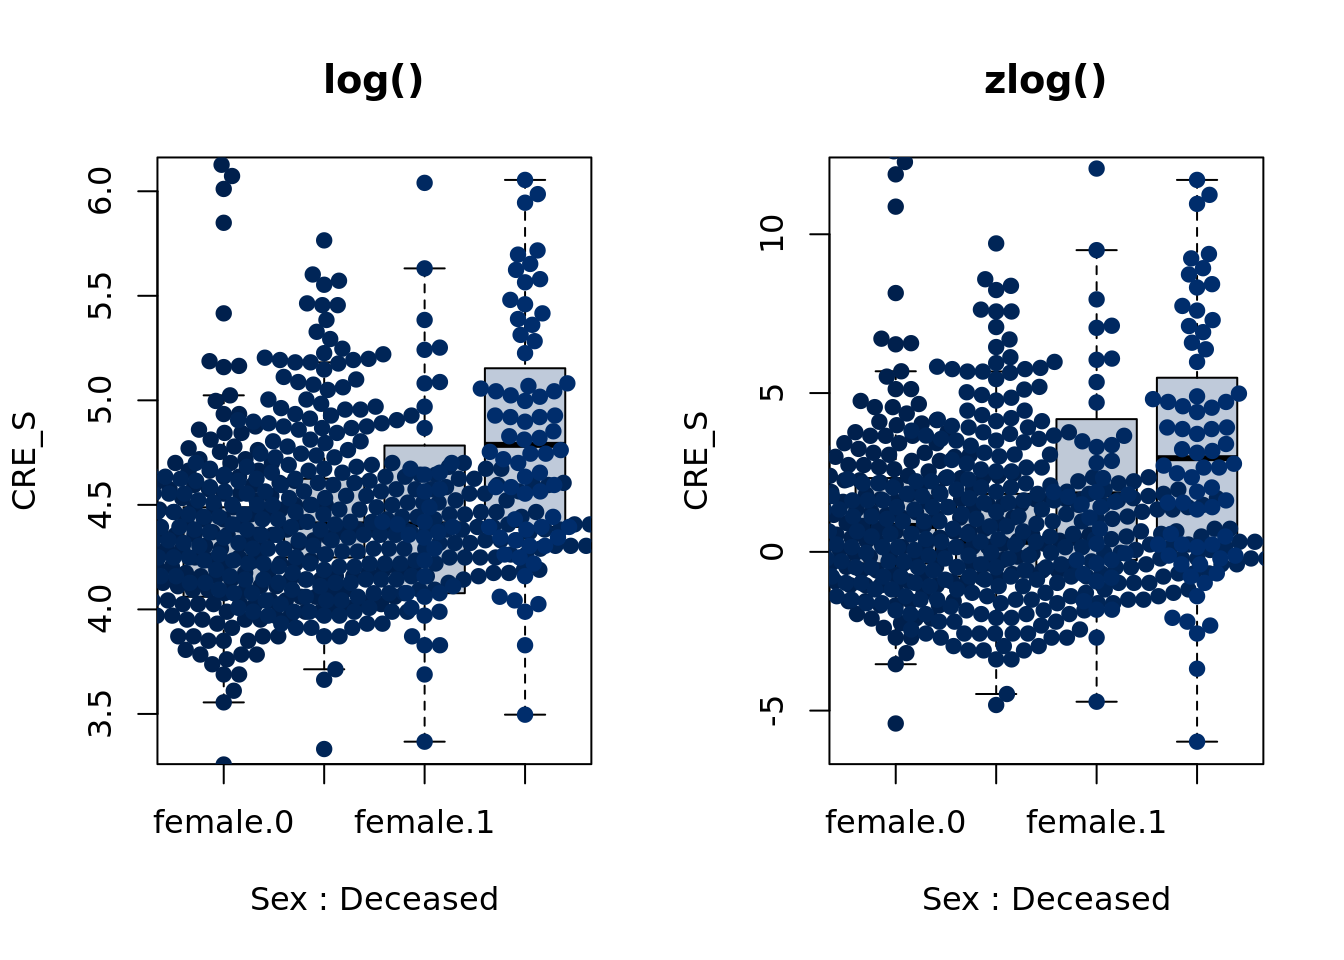 log()
CRE_S
6.0
5.5
5.0
4.5
4.0
3.5
female.0 female.1
Sex : Deceased
zlog()
CRE_S
10
5
0
-5
female.0 female.1
Sex : Deceased